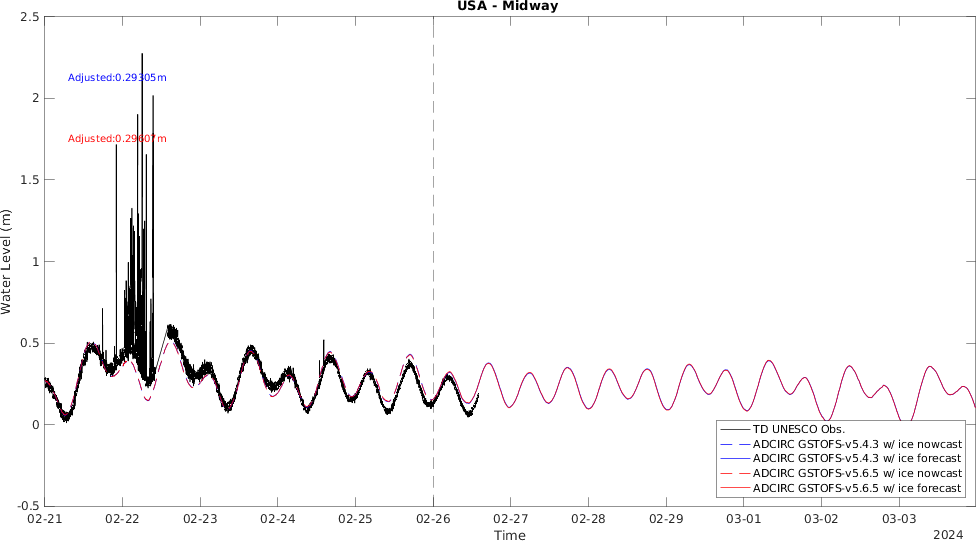 USA - Midway
2.5
2
1.5
1
0.5
0
-0.5
Water Level (m)
Adjusted:0.29305m
Adjusted:0.29607m
TD UNESCO Obs.
ADCIRC GSTOFS-v5.4.3 w/ ice nowcast
ADCIRC GSTOFS-v5.4.3 w/ ice forecast
ADCIRC GSTOFS-v5.6.5 w/ ice nowcast
ADCIRC GSTOFS-v5.6.5 w/ ice forecast
02-21 02-22 02-23 02-24 02-25 02-26 02-27 02-28 02-29 03-01 03-02 03-03
Time
2024